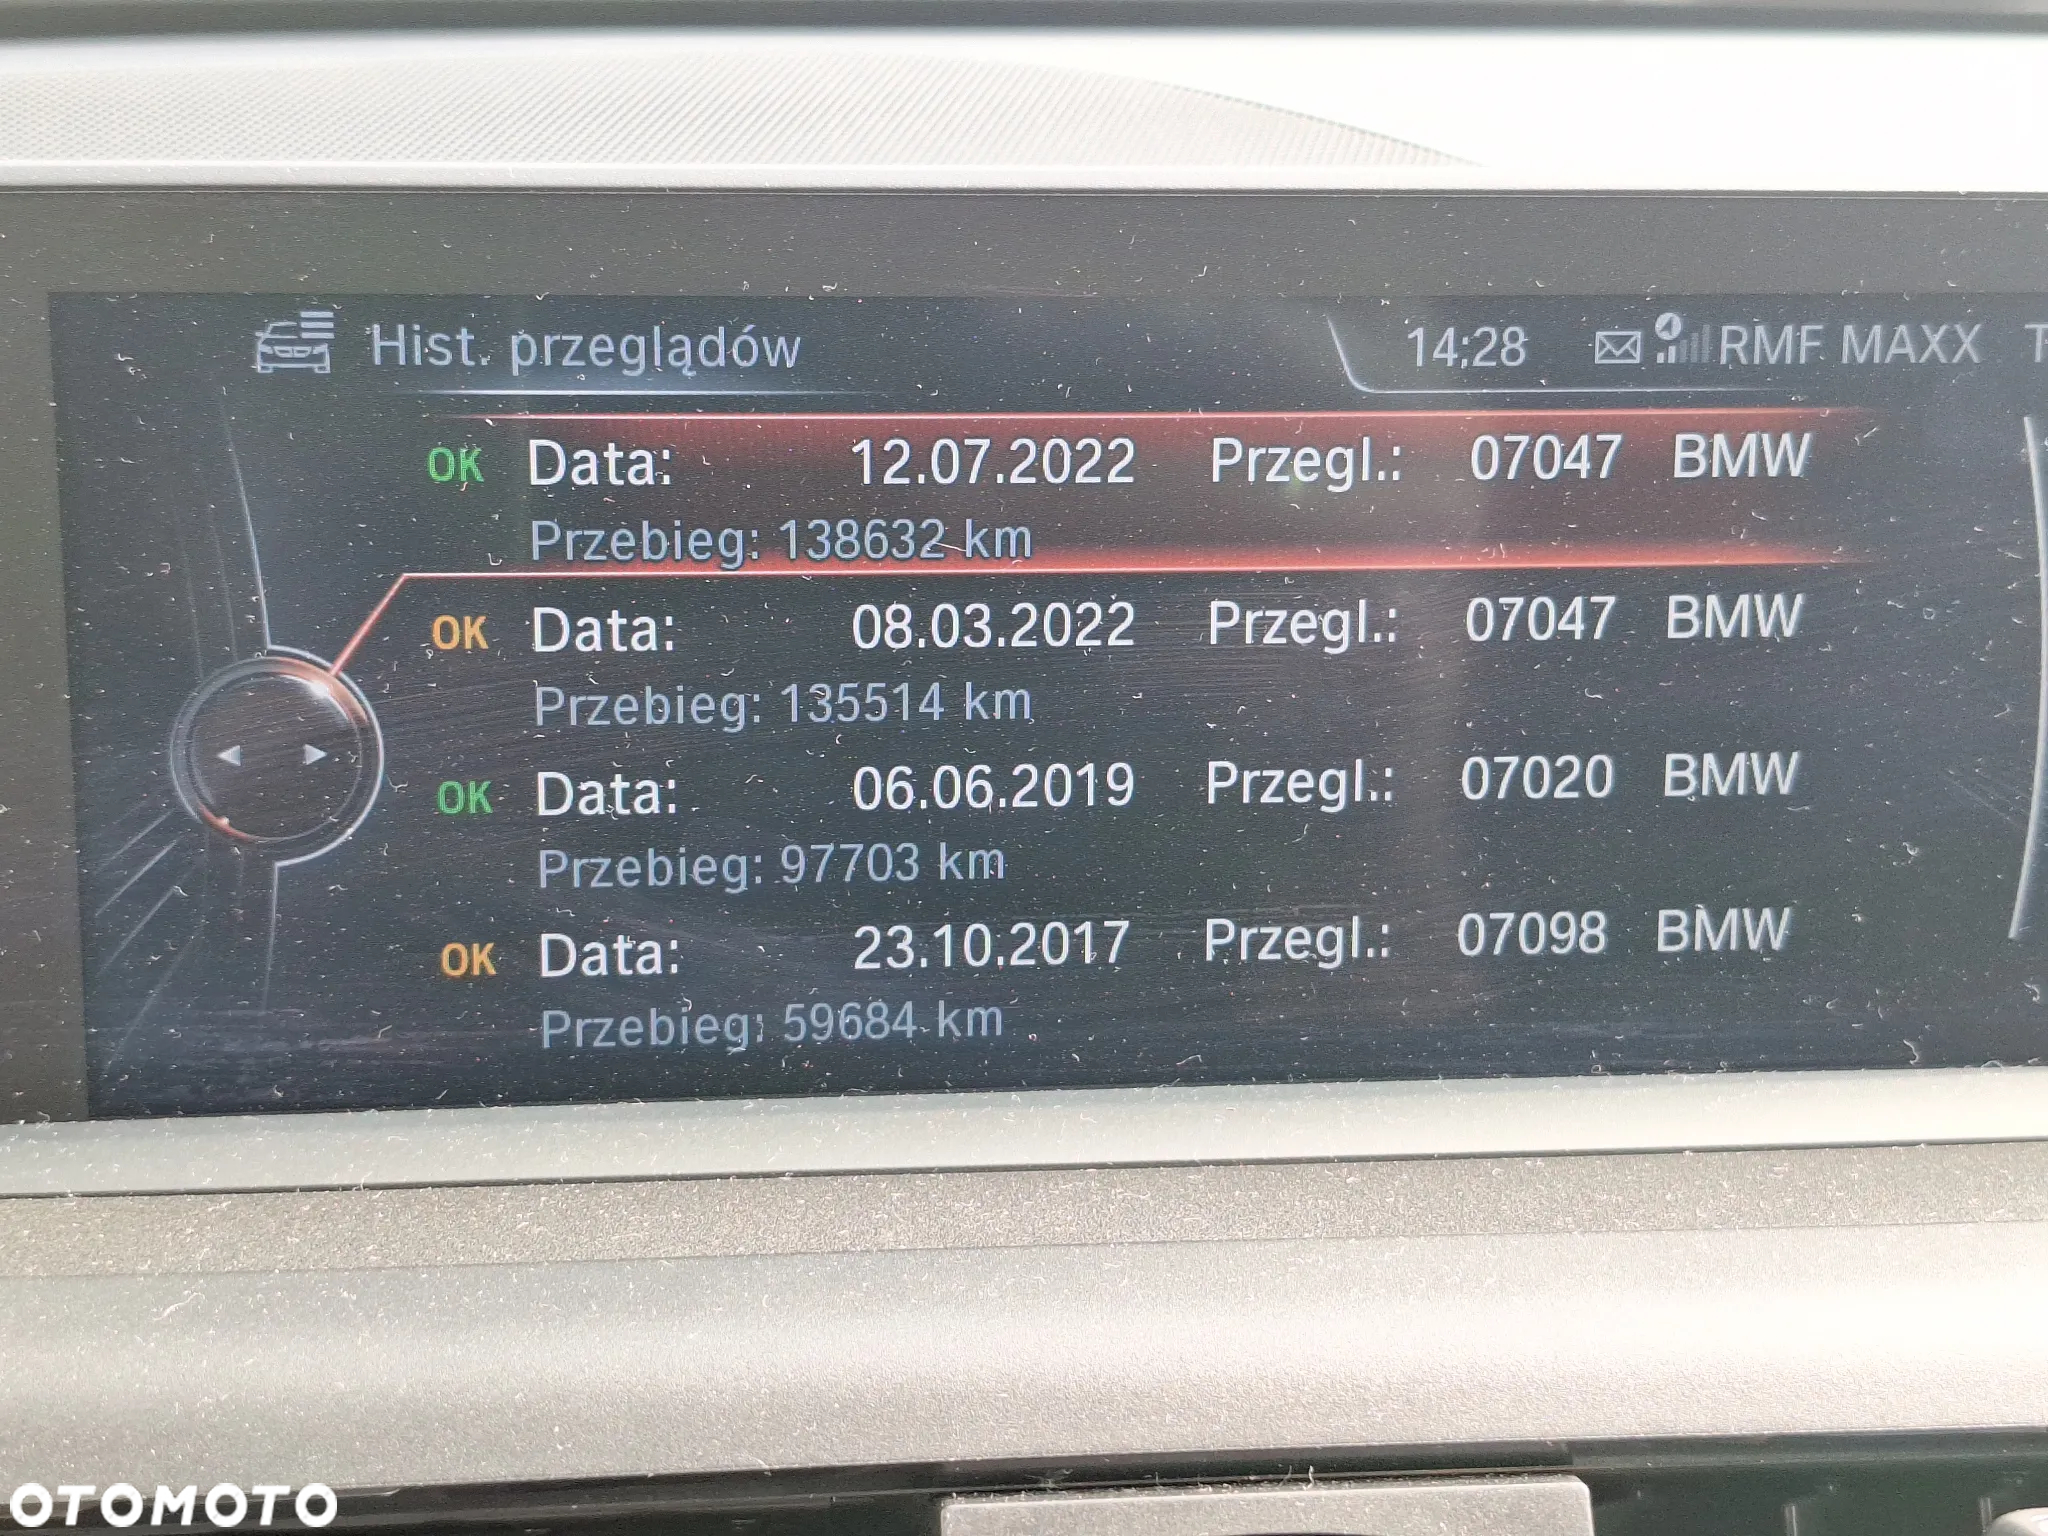 Hist. przeglądów 14:28 RMF MAXX T
OK Data: 12.07.2022 Przegl.: 07047 BMW
Przebieg: 138632 km
OK Data: 08.03.2022 Przegl.: 07047 BMW
Przebieg: 135514 km
OK Data: 06.06.2019 Przegl.: 07020 BMW
Przebieg: 97703 km
OK Data: 23.10.2017 Przegl.: 07098 BMW
Przebieg: 59684 km
OTOMOTO